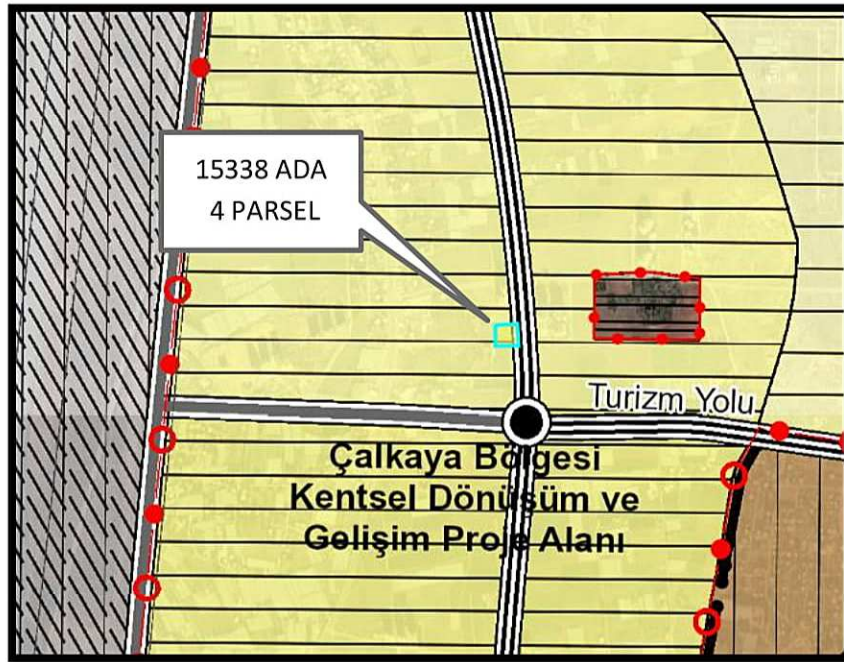 15338 ADA
4 PARSEL
Turizm Yolu
Çalkaya Bölgesi
Kentsel Dönüşüm ve
Gelişim Proje Alanı